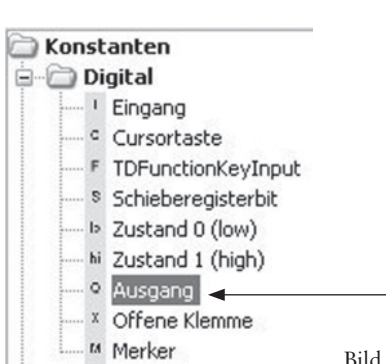 Konstanten
Digital
I Eingang
C Cursortaste
F TDFunctionKeyInput
S Schieberegisterbit
lo Zustand 0 (low)
hi Zustand 1 (high)
Q Ausgang
X Offene Klemme
M Merker
Bild